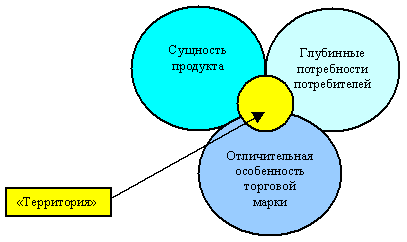 Сущность
продукта
Глубинные
потребности
потребителей
Отличительная
особенность
торговой
марки
«Территория»